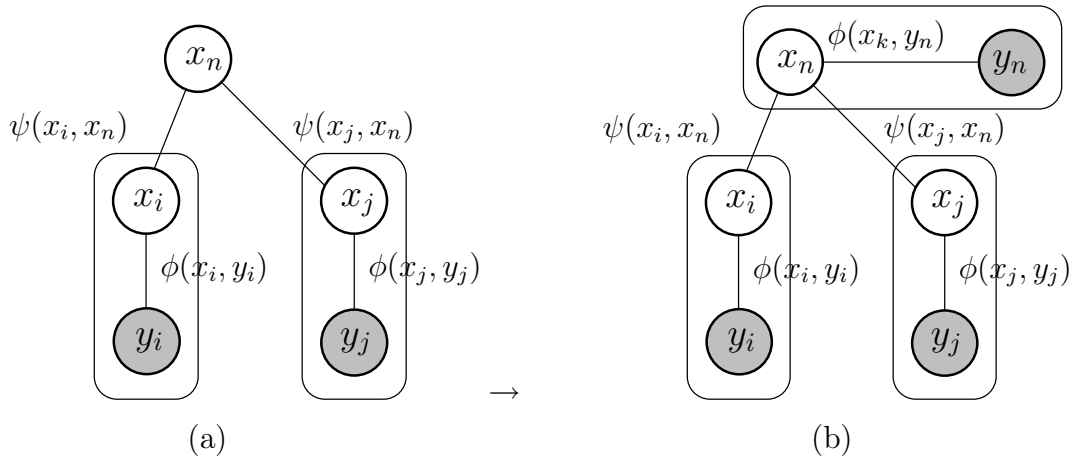 x_n
ψ(x_i, x_n) ψ(x_j, x_n)
x_i x_j
ϕ(x_i, y_i) ϕ(x_j, y_j)
y_i y_j
(a)
→
ϕ(x_k, y_n)
x_n y_n
ψ(x_i, x_n) ψ(x_j, x_n)
x_i x_j
ϕ(x_i, y_i) ϕ(x_j, y_j)
y_i y_j
(b)